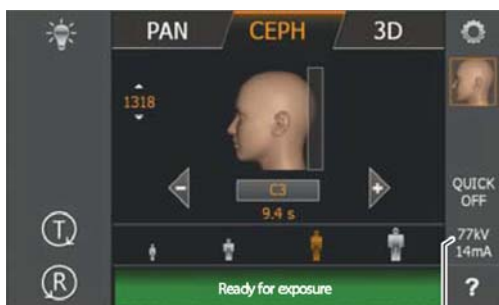 PAN CEPH 3D
1318
C3
9.4 s
QUICK
OFF
T
77kV
14mA
R
Ready for exposure
?